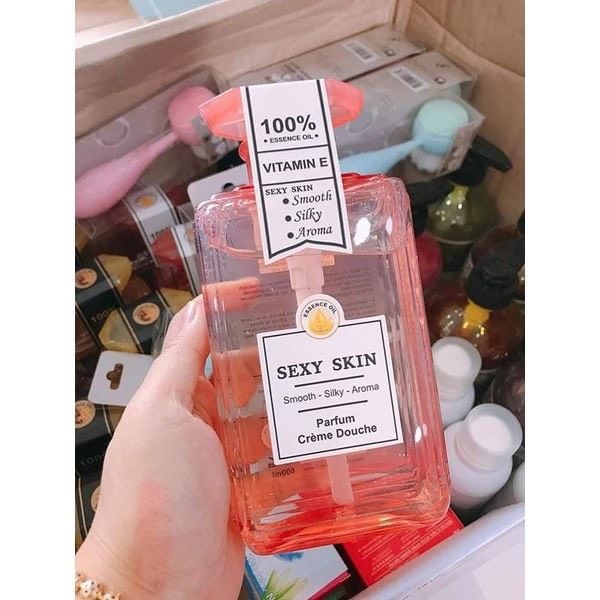 100%
• ESSENCE OIL •
VITAMIN E
SEXY SKIN
• Smooth
• Silky
• Aroma
ESSENCE OIL
SEXY SKIN
Smooth - Silky - Aroma
Parfum
Crème Douche
600ml